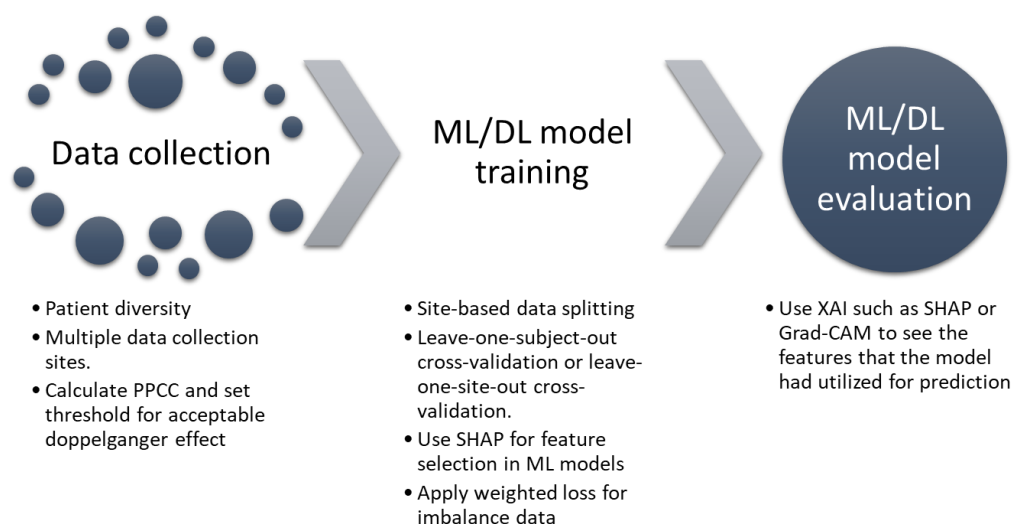 Data collection
• Patient diversity
• Multiple data collection
sites.
• Calculate PPCC and set
threshold for acceptable
doppelganger effect
ML/DL model
training
• Site-based data splitting
• Leave-one-subject-out
cross-validation or leave-
one-site-out cross-
validation.
• Use SHAP for feature
selection in ML models
• Apply weighted loss for
imbalance data
ML/DL
model
evaluation
• Use XAI such as SHAP or
Grad-CAM to see the
features that the model
had utilized for prediction